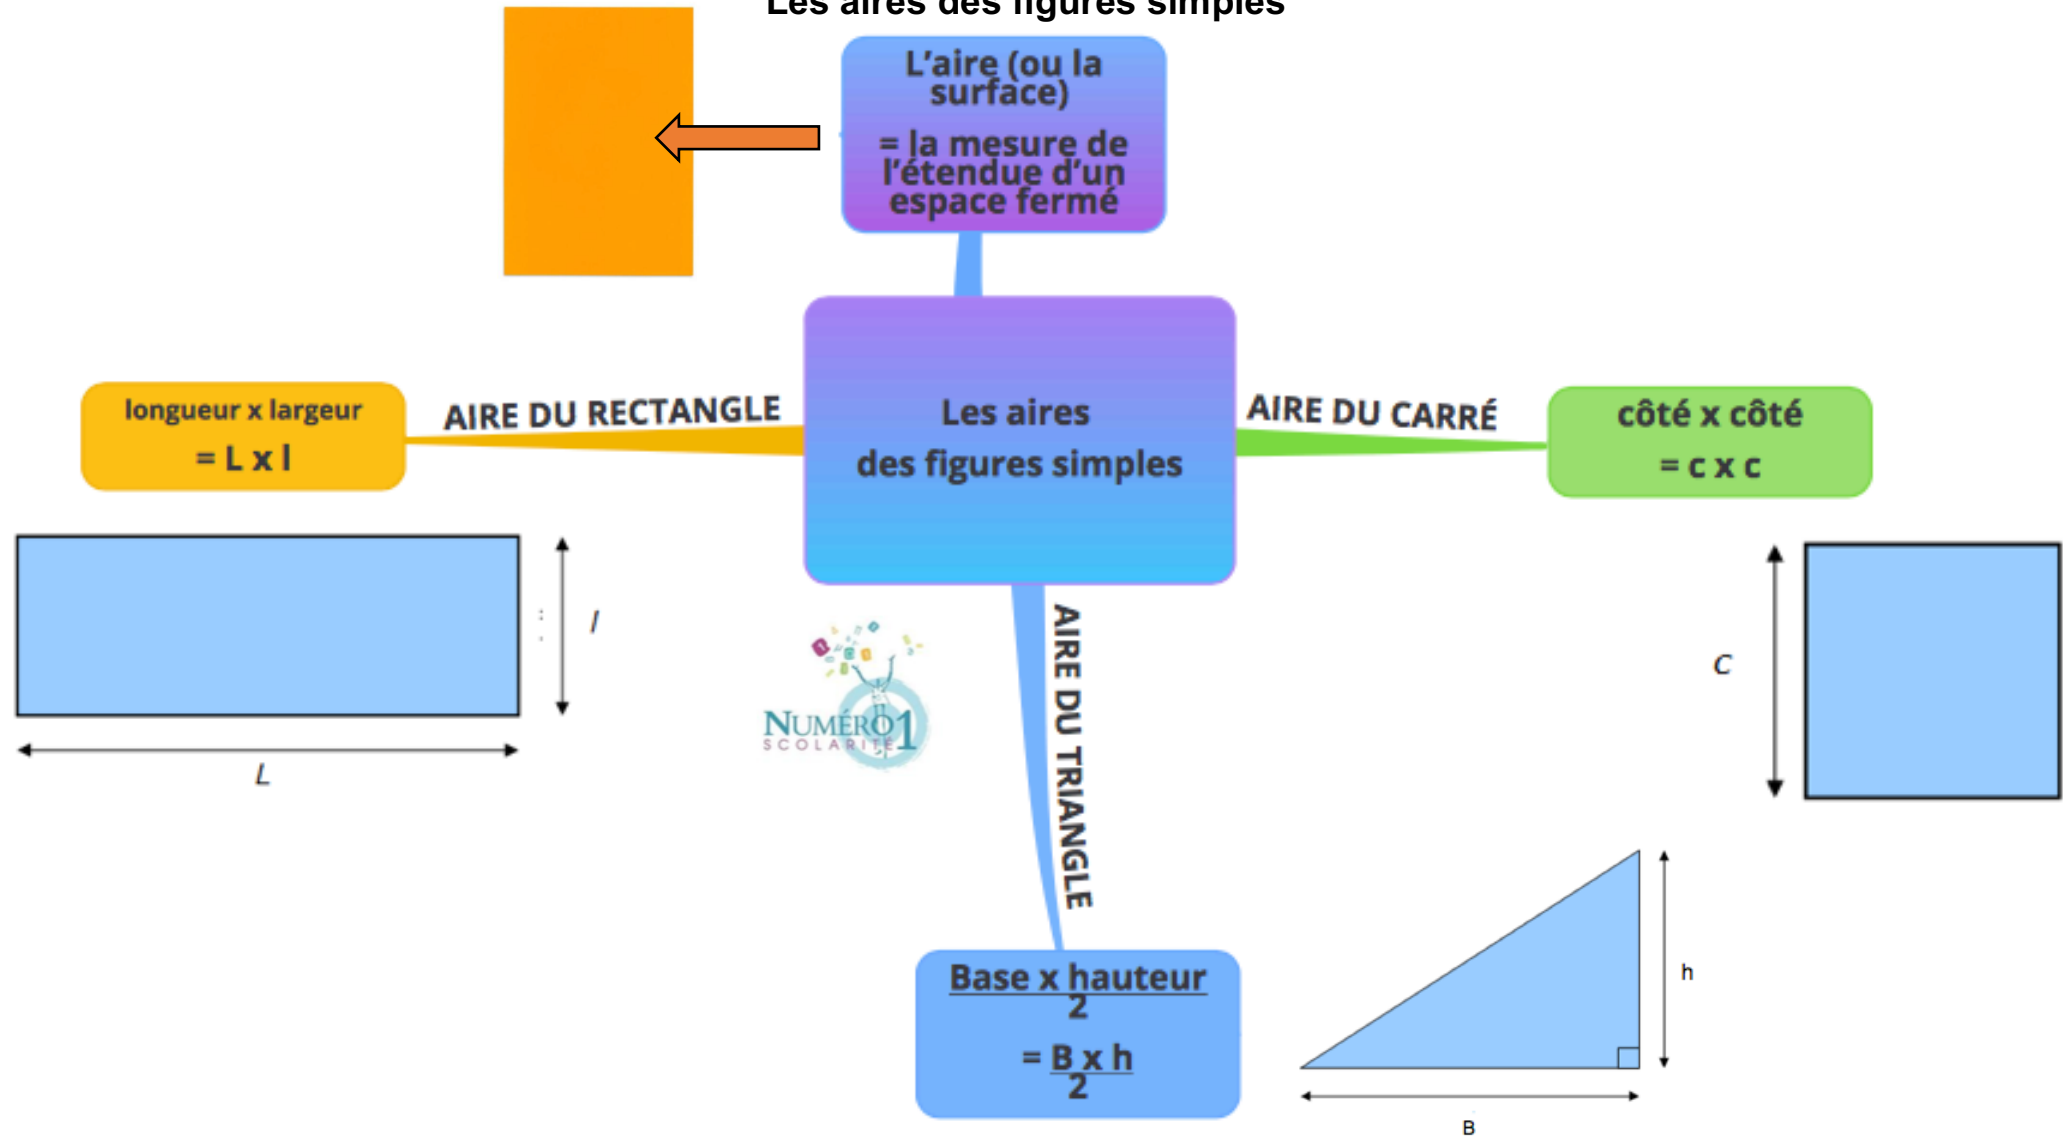 Les aires des figures simples
L'aire (ou la
surface)
= la mesure de
l'étendue d'un
espace fermé
AIRE DU RECTANGLE
longueur x largeur
= L x l
Les aires
des figures simples
AIRE DU CARRÉ
côté x côté
= c x c
l
L
C
NUMÉRO1
SCOLARITÉ
AIRE DU TRIANGLE
Base x hauteur
2
= B x h
2
h
B